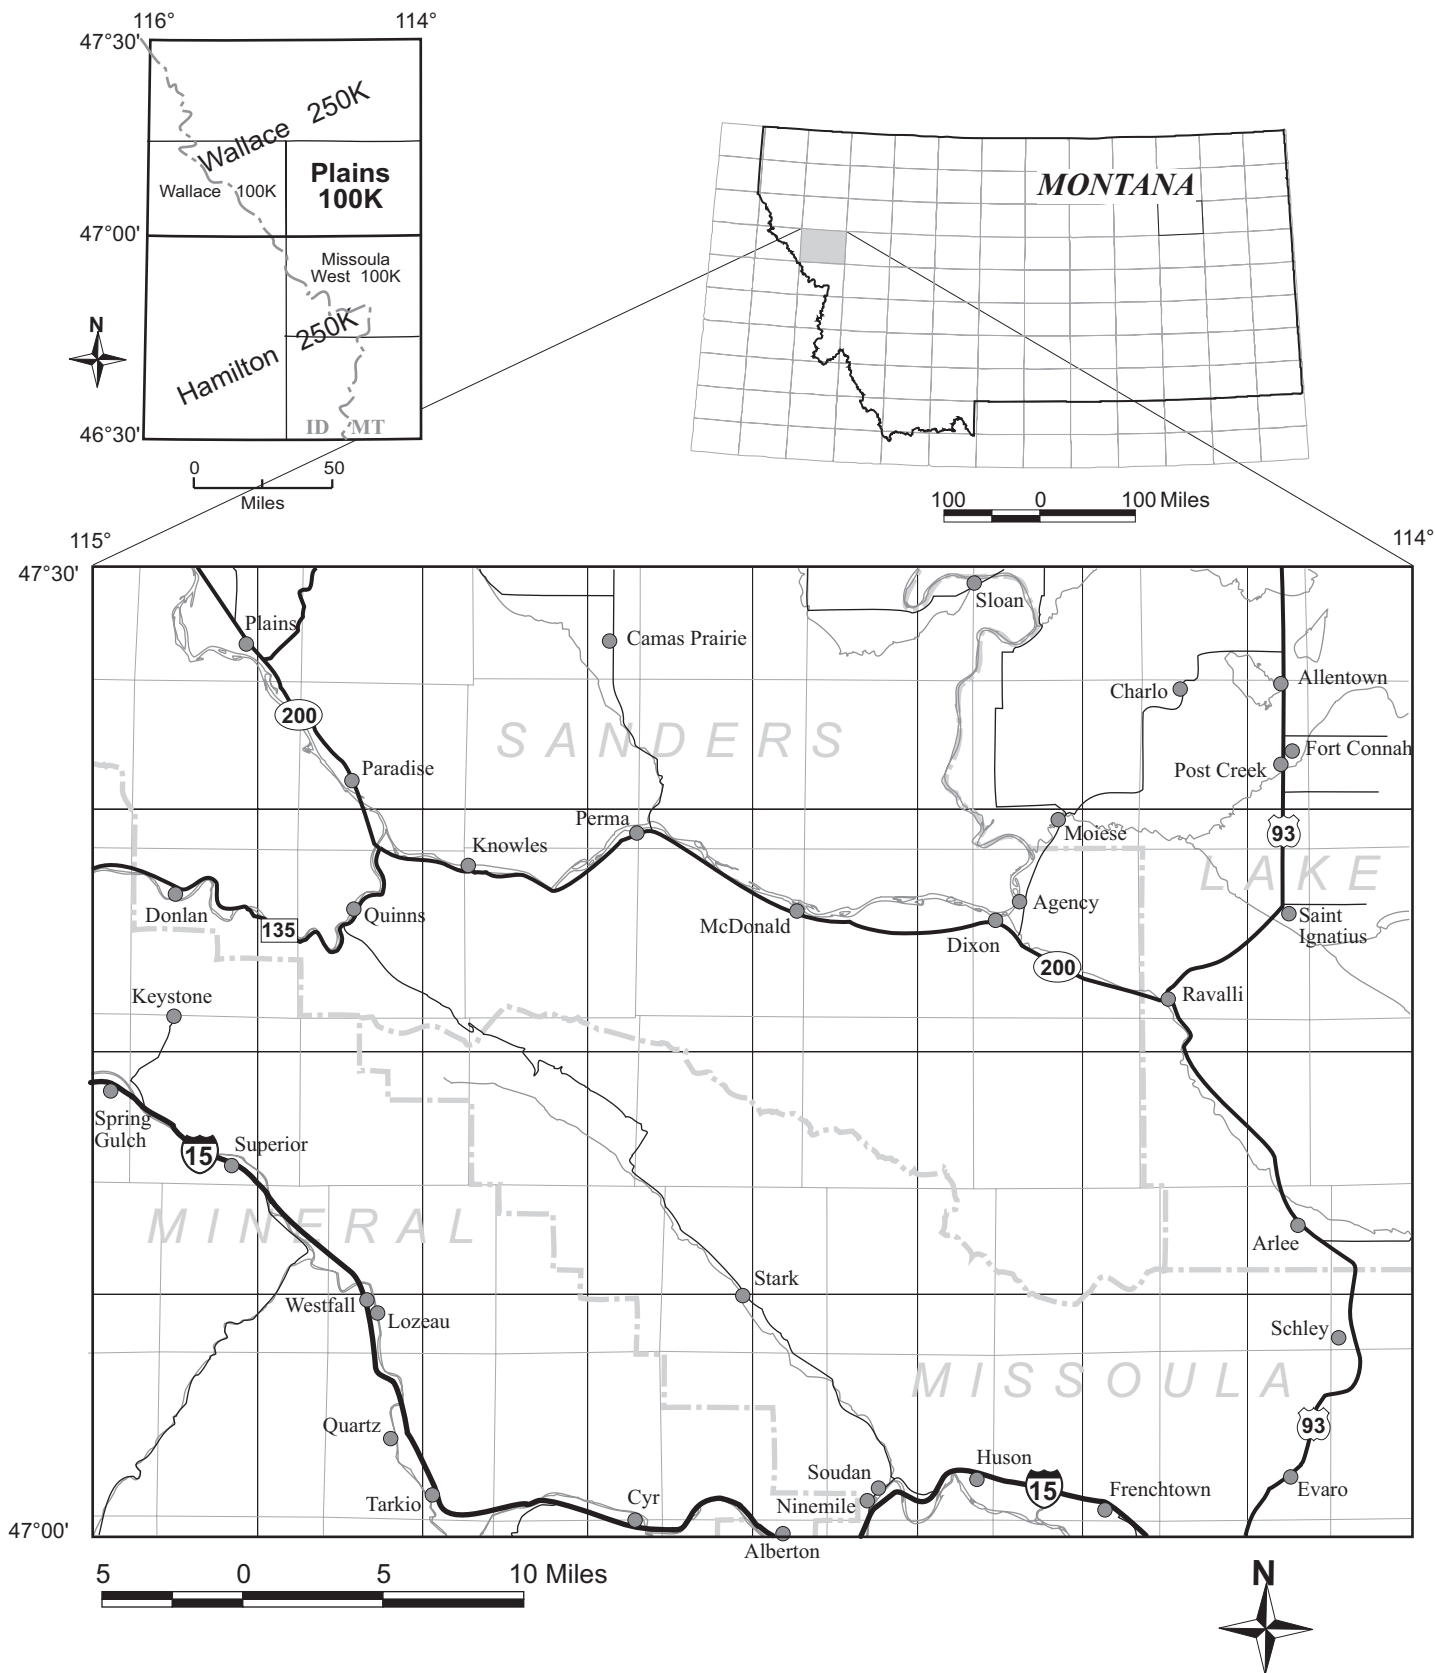 116°
114°
47°30'
Wallace 250K
Wallace 100K
Plains
100K
47°00'
Missoula
West 100K
N
Hamilton 250K
ID MT
46°30'
0 50
Miles
MONTANA
100 0 100 Miles
115°
114°
47°30'
Sloan
Plains
Camas Prairie
Allentown
Charlo
200
SANDERS
Fort Connah
Post Creek
Paradise
Perma
Moiese
93
Knowles
LAKE
Donlan
Quinns
135
McDonald
Agency
Dixon
Saint
Ignatius
200
Keystone
Ravalli
Spring
Gulch
15
Superior
MINERAL
Arlee
Stark
Westfall
Lozeau
Schley
MISSOULA
Quartz
93
Tarkio
Cyr
Soudan
Ninemile
Huson
15
Frenchtown
Evaro
47°00'
Alberton
5 0 5 10 Miles
N